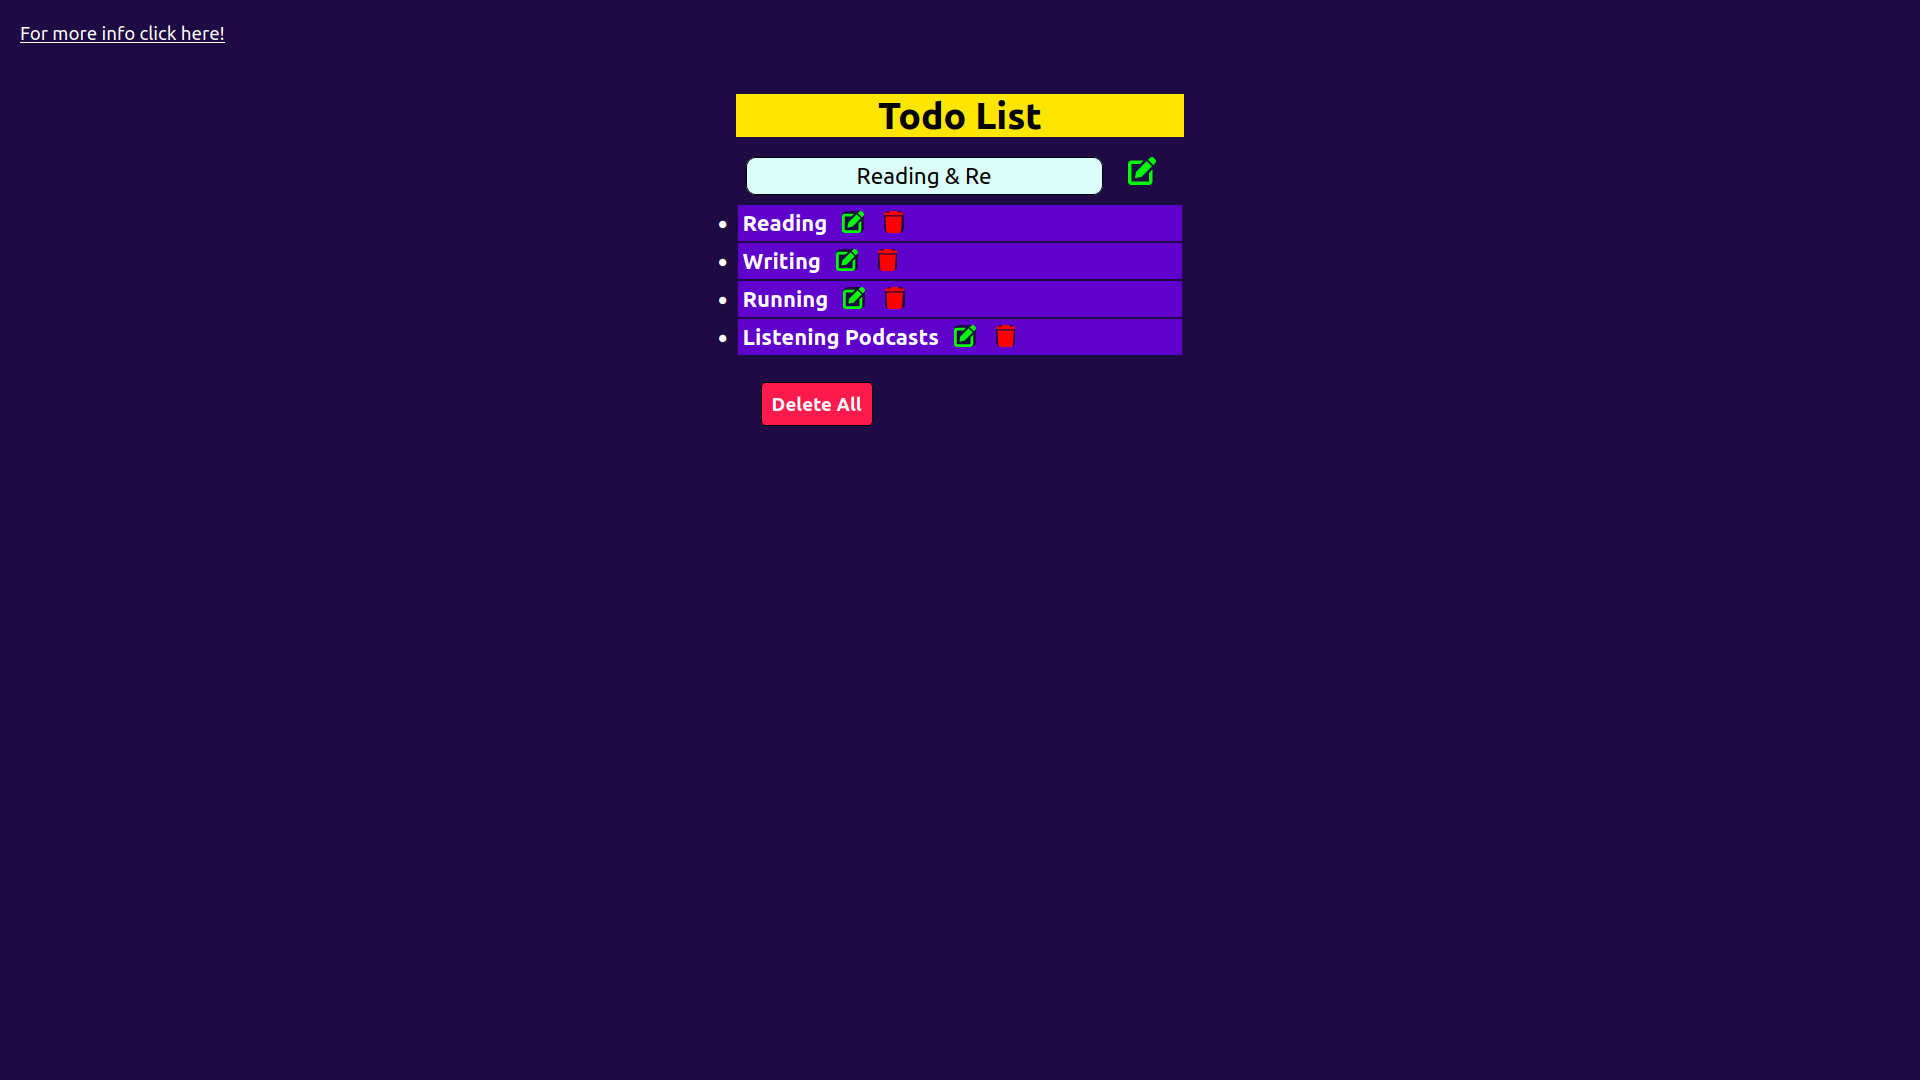 For more info click here!
Todo List
Reading & Re
Reading
Writing
Running
Listening Podcasts
Delete All